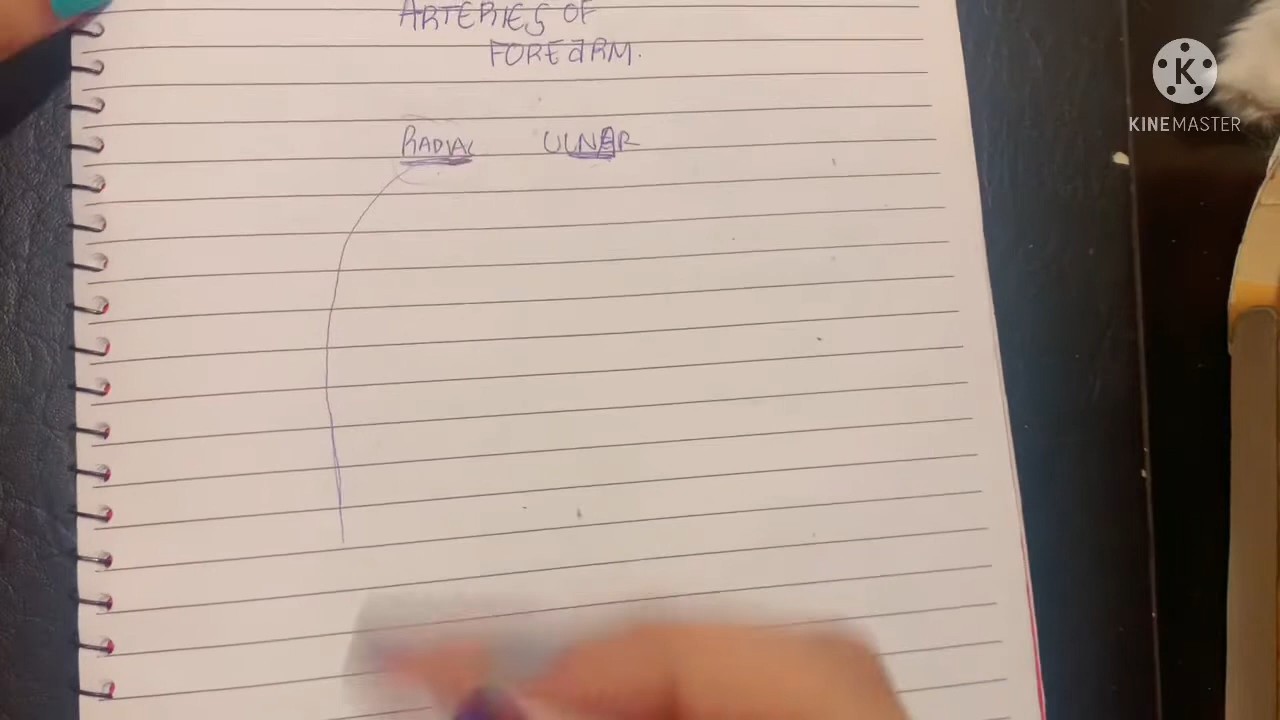 ARTERIES OF
FOREARM.
RADIAL ULNAR
K
KINEMASTER